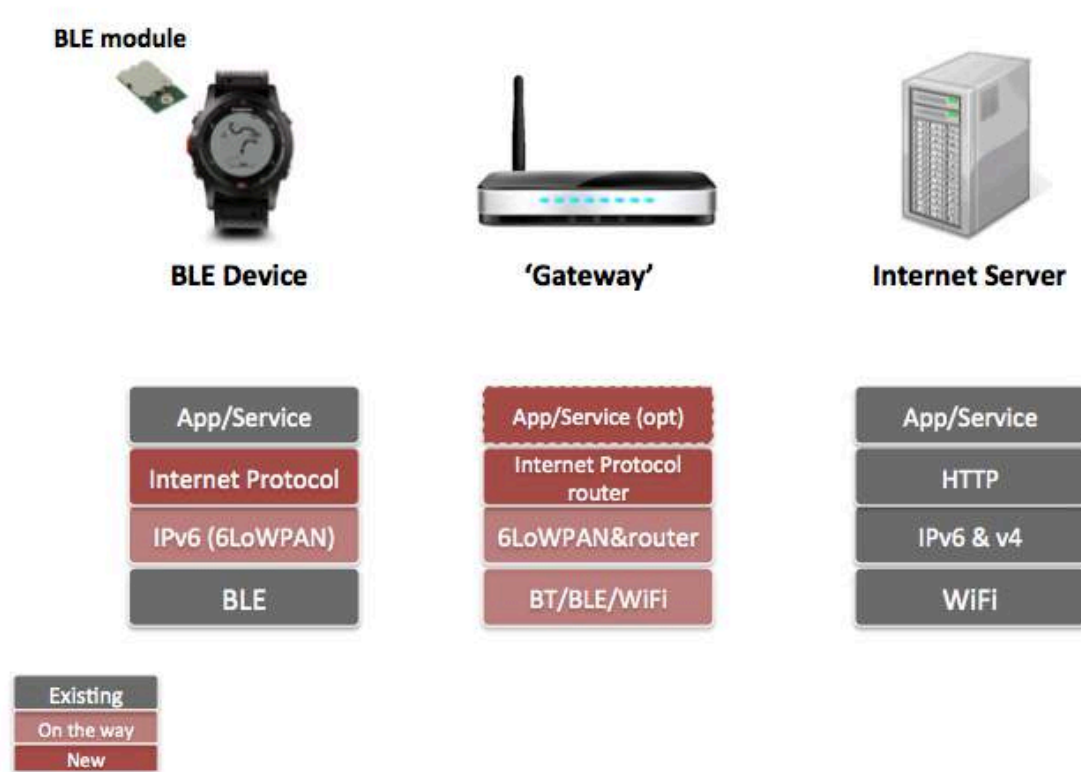 BLE module
BLE Device
'Gateway'
Internet Server
App/Service
Internet Protocol
IPv6 (6LoWPAN)
BLE
App/Service (opt)
Internet Protocol
router
6LoWPAN&router
BT/BLE/WiFi
App/Service
HTTP
IPv6 & v4
WiFi
Existing
On the way
New